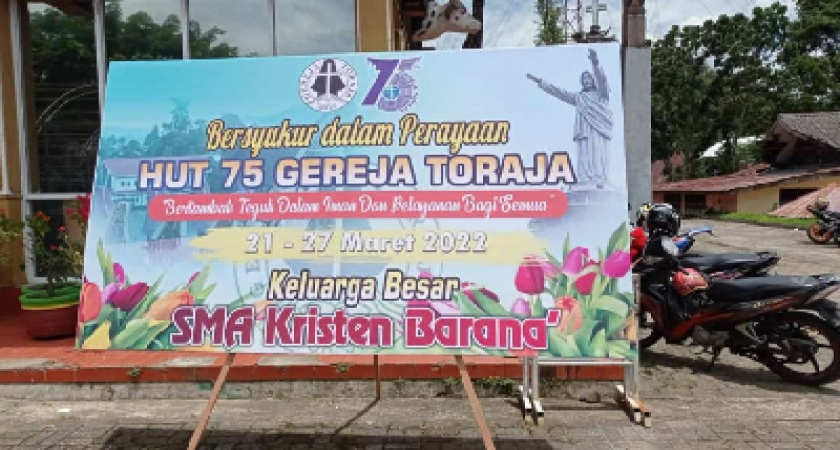 75
Bersyukur dalam Perayaan
HUT 75 GEREJA TORAJA
"Bertambah Teguh Dalam Iman Dan Pelayanan Bagi Semua"
21 - 27 Maret 2022
Keluarga Besar
SMA Kristen Barana'